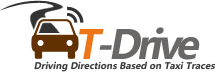 T-Drive
Driving Directions Based on Taxi Traces